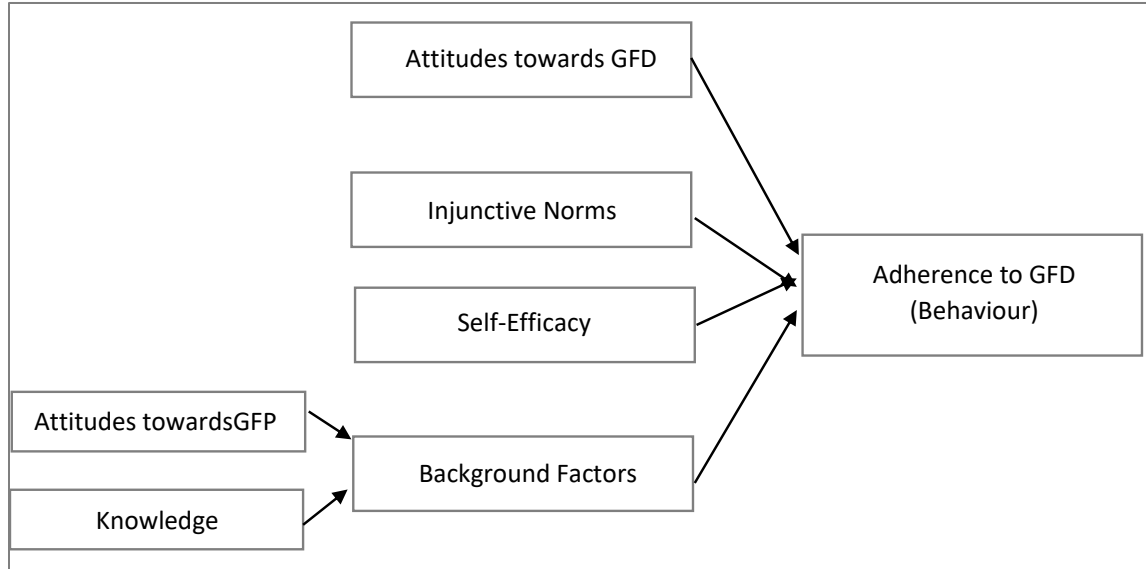 Attitudes towards GFD
Injunctive Norms
Self-Efficacy
Adherence to GFD
(Behaviour)
Attitudes towardsGFP
Background Factors
Knowledge